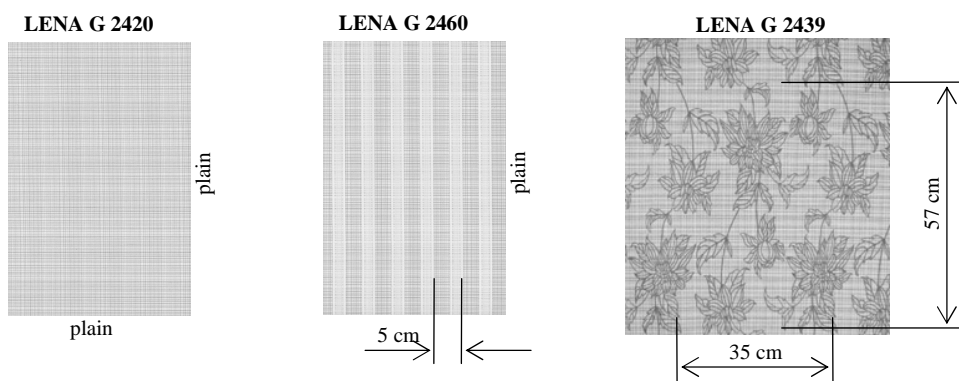 LENA G 2420
LENA G 2460
LENA G 2439
plain
plain
57 cm
plain
5 cm
35 cm